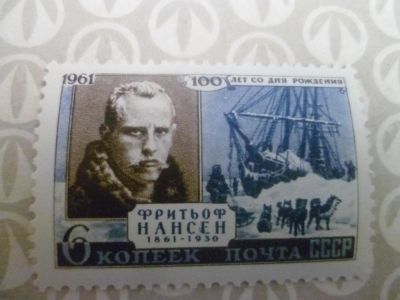 1961
100 ЛЕТ СО ДНЯ РОЖДЕНИЯ
ФРИТЬОФ
НАНСЕН
1861-1930
6 КОПЕЕК ПОЧТА СССР